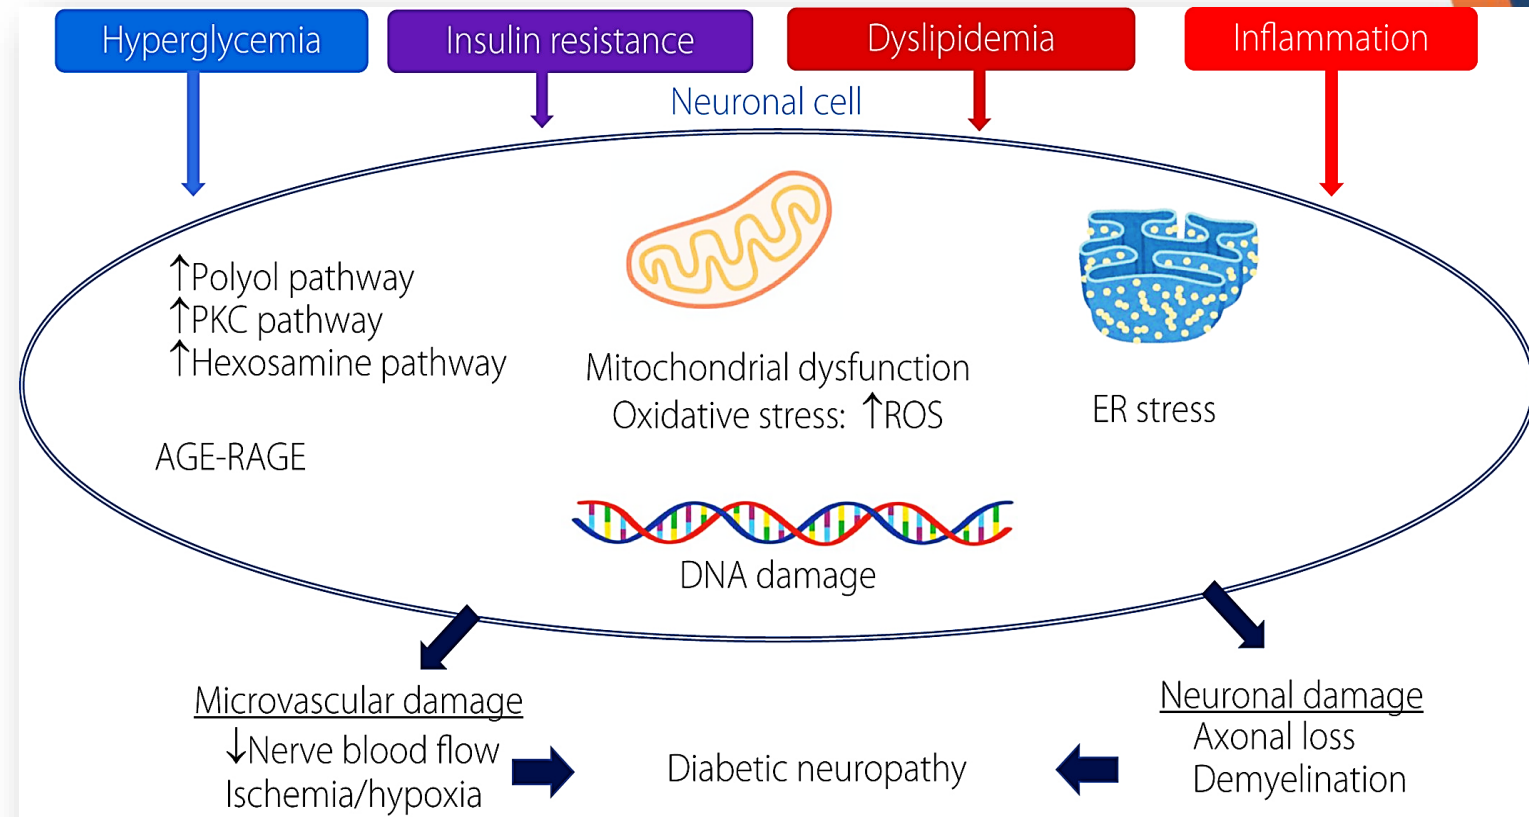 Hyperglycemia
Insulin resistance
Dyslipidemia
Inflammation
Neuronal cell
↑Polyol pathway
↑PKC pathway
↑Hexosamine pathway
AGE-RAGE
Mitochondrial dysfunction
Oxidative stress: ↑ROS
ER stress
DNA damage
Microvascular damage
↓Nerve blood flow
Ischemia/hypoxia
Diabetic neuropathy
Neuronal damage
Axonal loss
Demyelination